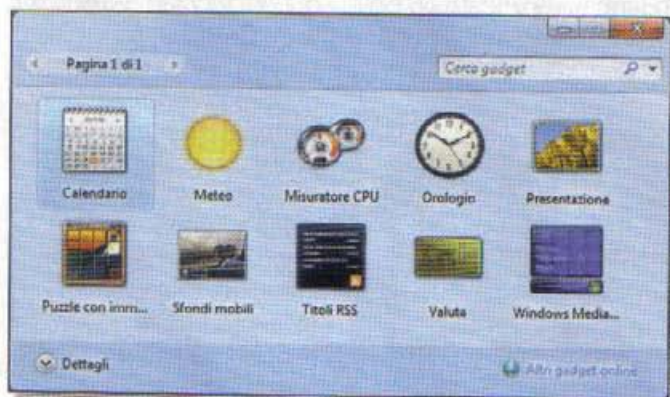 Pagina 1 di 1
Cerca gadget
Calendario
Meteo
Misuratore CPU
Orologio
Presentazione
Puzzle con imm...
Sfondi mobili
Titoli RSS
Valuta
Windows Media...
Dettagli
Altri gadget online